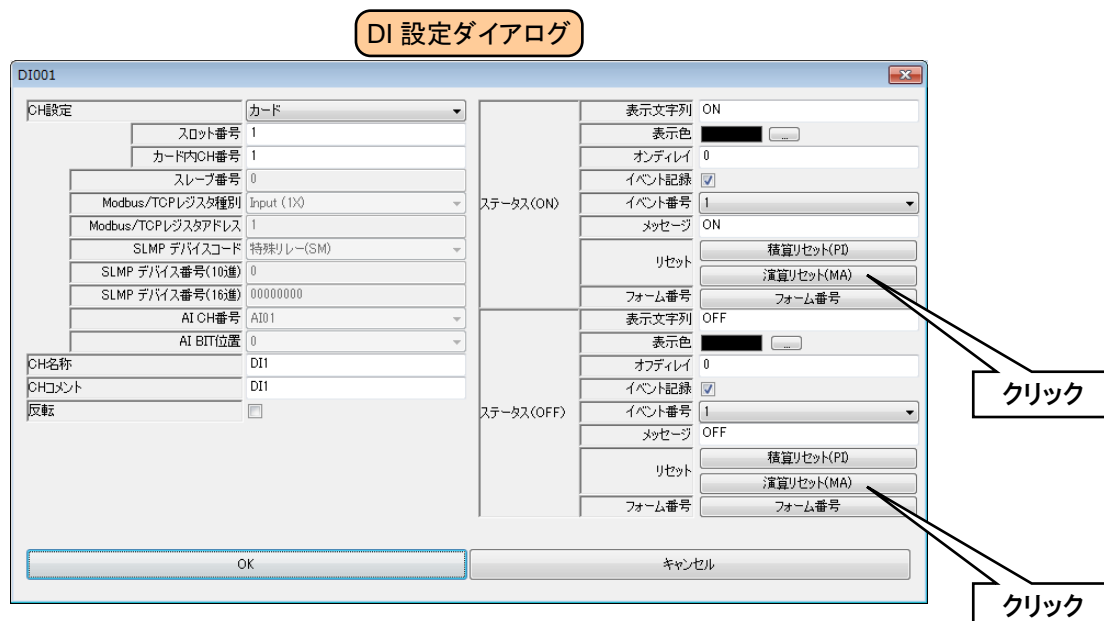 DI 設定ダイアログ
DI001
CH設定 カード
スロット番号 1
カード内CH番号 1
スレーブ番号 0
Modbus/TCPレジスタ種別 Input (1X)
Modbus/TCPレジスタアドレス 1
SLMP デバイスコード 特殊リレー(SM)
SLMP デバイス番号(10進) 0
SLMP デバイス番号(16進) 00000000
AI CH番号 AI01
AI BIT位置 0
CH名称 DI1
CHコメント DI1
反転
ステータス(ON)
表示文字列 ON
表示色 ...
オンディレイ 0
イベント記録
イベント番号 1
メッセージ ON
リセット 積算リセット(PI)
演算リセット(MA)
フォーム番号 フォーム番号
ステータス(OFF)
表示文字列 OFF
表示色 ...
オフディレイ 0
イベント記録
イベント番号 1
メッセージ OFF
リセット 積算リセット(PI)
演算リセット(MA)
フォーム番号 フォーム番号
クリック
クリック
OK キャンセル